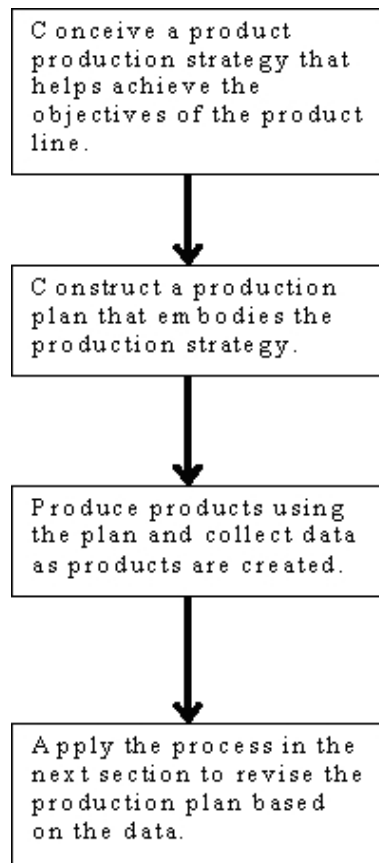 Conceive a product
production strategy that
helps achieve the
objectives of the product
line.
Construct a production
plan that embodies the
production strategy.
Produce products using
the plan and collect data
as products are created.
Apply the process in the
next section to revise the
production plan based
on the data.